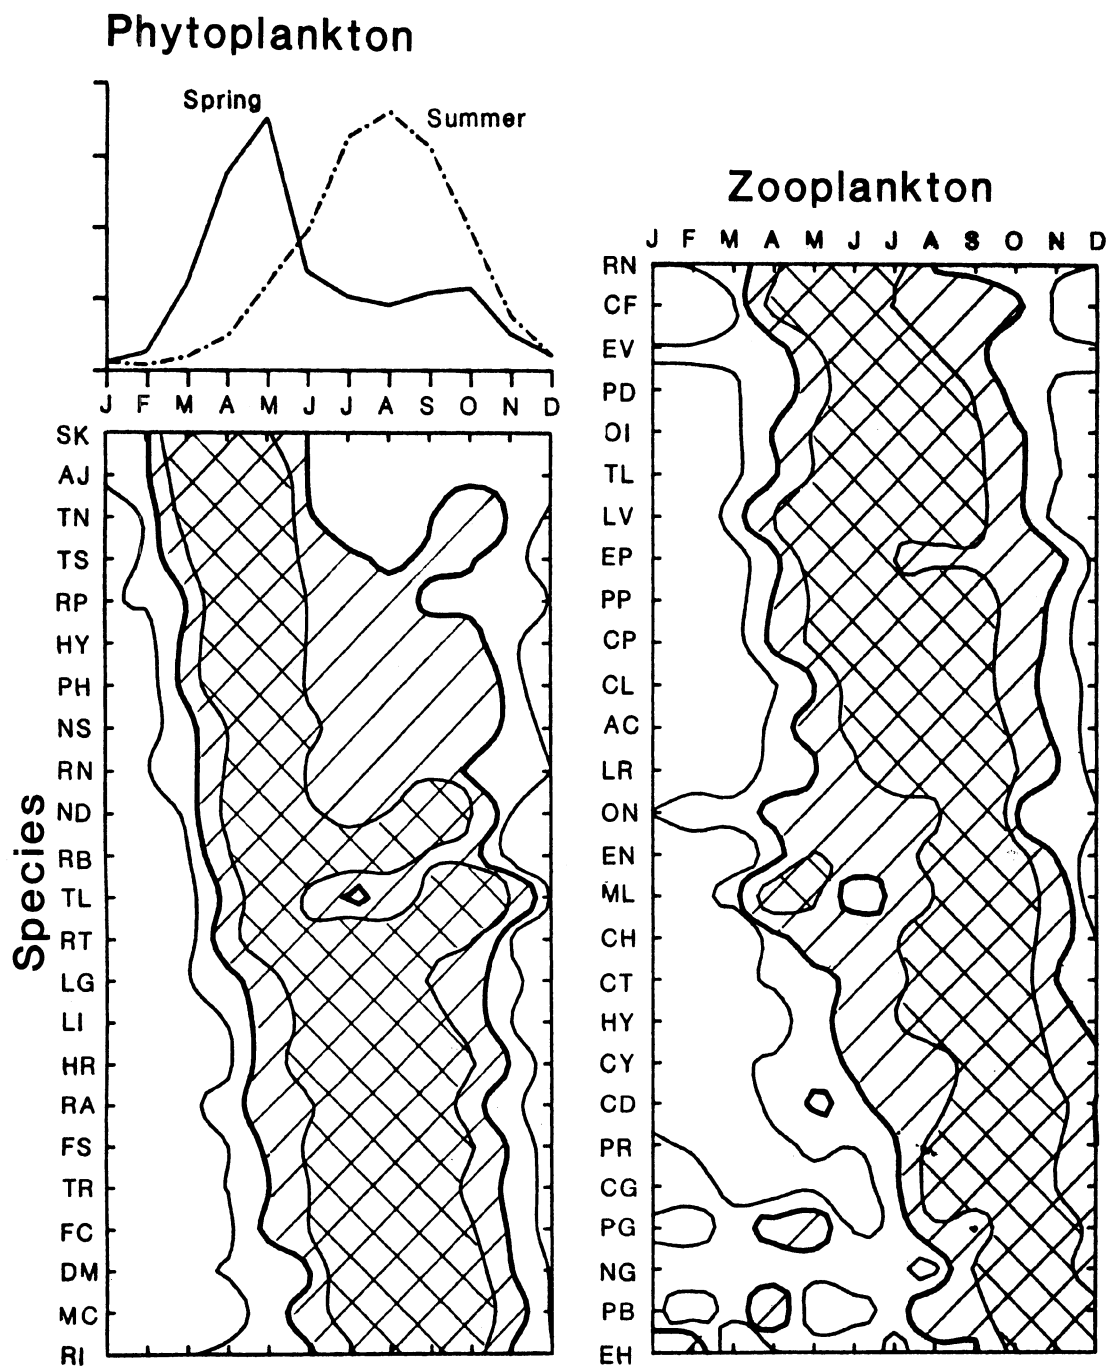 Phytoplankton
Spring
Summer
J F M A M J J A S O N D
Species
SK
AJ
TN
TS
RP
HY
PH
NS
RN
ND
RB
TL
RT
LG
LI
HR
RA
FS
TR
FC
DM
MC
RI
Zooplankton
J F M A M J J A S O N D
RN
CF
EV
PD
OI
TL
LV
EP
PP
CP
CL
AC
LR
ON
EN
ML
CH
CT
HY
CY
CD
PR
CG
PG
NG
PB
EH